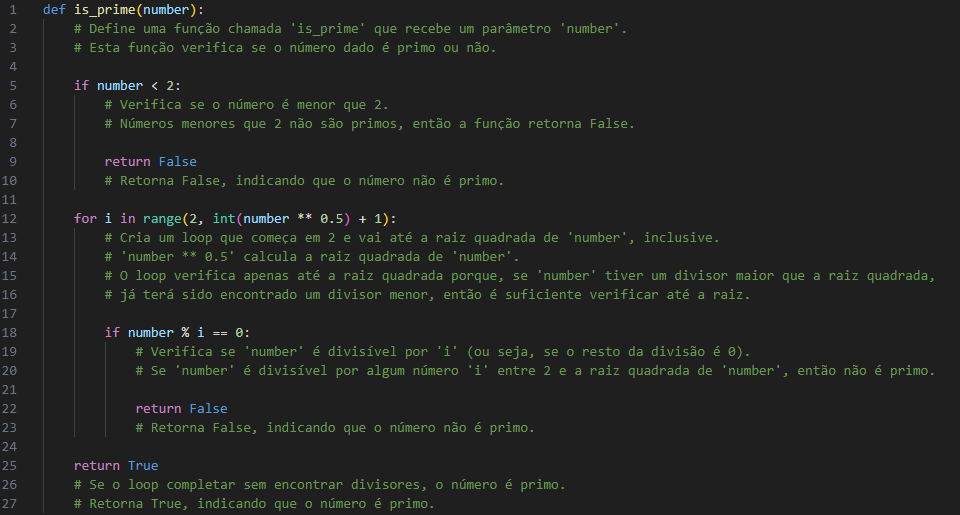 1 def is_prime(number):
2 # Define uma função chamada 'is_prime' que recebe um parâmetro 'number'.
3 # Esta função verifica se o número dado é primo ou não.
4
5 if number < 2:
6 # Verifica se o número é menor que 2.
7 # Números menores que 2 não são primos, então a função retorna False.
8
9 return False
10 # Retorna False, indicando que o número não é primo.
11
12 for i in range(2, int(number ** 0.5) + 1):
13 # Cria um loop que começa em 2 e vai até a raiz quadrada de 'number', inclusive.
14 # 'number ** 0.5' calcula a raiz quadrada de 'number'.
15 # O loop verifica apenas até a raiz quadrada porque, se 'number' tiver um divisor maior que a raiz quadrada,
16 # já terá sido encontrado um divisor menor, então é suficiente verificar até a raiz.
17
18 if number % i == 0:
19 # Verifica se 'number' é divisível por 'i' (ou seja, se o resto da divisão é 0).
20 # Se 'number' é divisível por algum número 'i' entre 2 e a raiz quadrada de 'number', então não é primo.
21
22 return False
23 # Retorna False, indicando que o número não é primo.
24
25 return True
26 # Se o loop completar sem encontrar divisores, o número é primo.
27 # Retorna True, indicando que o número é primo.